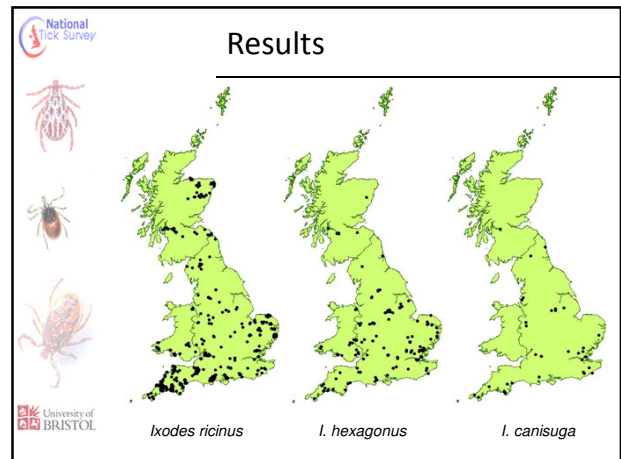 National
Tick Survey
Results
Ixodes ricinus
I. hexagonus
I. canisuga
University of
BRISTOL